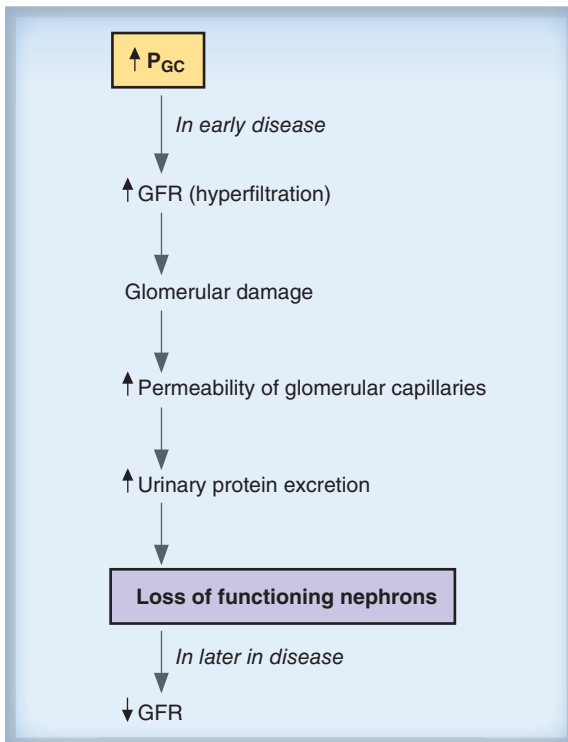 ↑ PGC
In early disease
↑ GFR (hyperfiltration)
Glomerular damage
↑ Permeability of glomerular capillaries
↑ Urinary protein excretion
Loss of functioning nephrons
In later in disease
↓ GFR